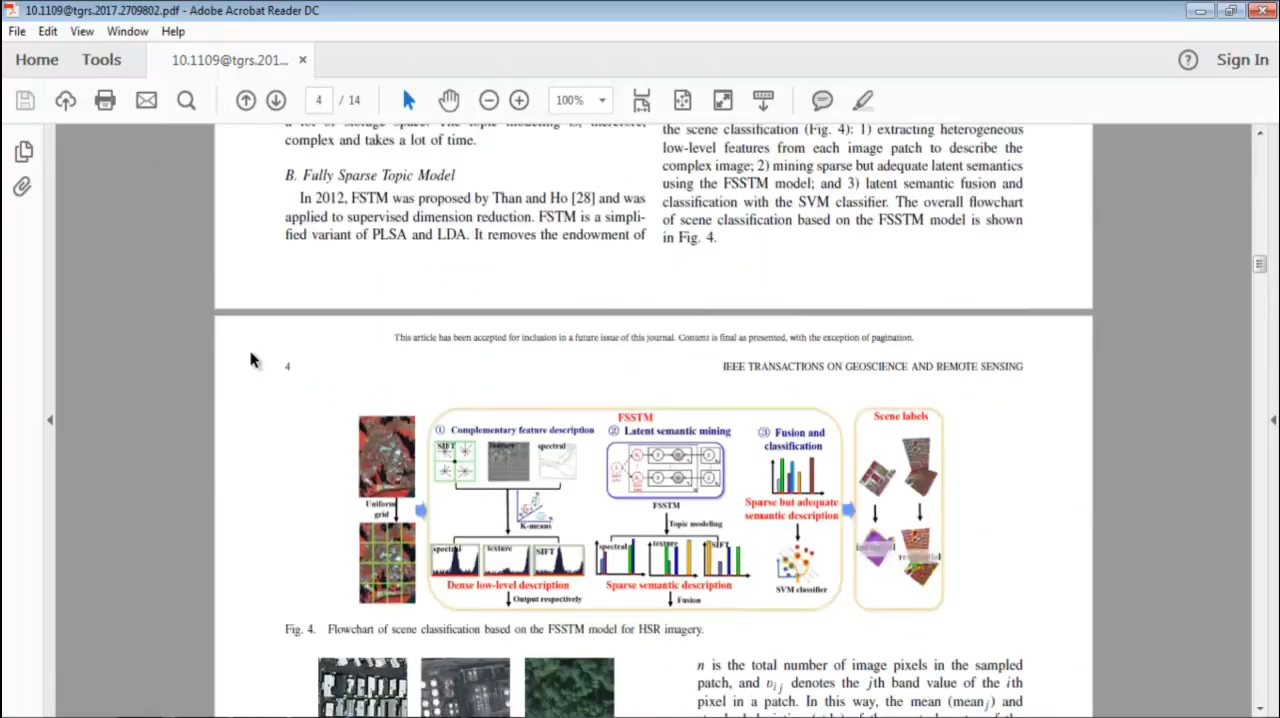 10.1109@tgrs.2017.2709802.pdf - Adobe Acrobat Reader DC
File Edit View Window Help
Home Tools 10.1109@tgrs.201... × ? Sign In
4 / 14 100%
complex and takes a lot of time.
B. Fully Sparse Topic Model
In 2012, FSTM was proposed by Than and Ho [28] and was
applied to supervised dimension reduction. FSTM is a simpli-
fied variant of PLSA and LDA. It removes the endowment of
the scene classification (Fig. 4): 1) extracting heterogeneous
low-level features from each image patch to describe the
complex image; 2) mining sparse but adequate latent semantics
using the FSSTM model; and 3) latent semantic fusion and
classification with the SVM classifier. The overall flowchart
of scene classification based on the FSSTM model is shown
in Fig. 4.
This article has been accepted for inclusion in a future issue of this journal. Content is final as presented, with the exception of pagination.
4 IEEE TRANSACTIONS ON GEOSCIENCE AND REMOTE SENSING
FSSTM
Scene labels
① Complementary feature description
② Latent semantic mining
③ Fusion and
classification
SIFT texture spectral
Uniform
grid
K-means
FSSTM
Topic modeling
Sparse but adequate
semantic description
spectral texture SIFT
spectral texture SIFT
residential
Dense low-level description
Sparse semantic description
SVM classifier
Output respectively
Fusion
Fig. 4. Flowchart of scene classification based on the FSSTM model for HSR imagery.
n is the total number of image pixels in the sampled
patch, and vij denotes the jth band value of the ith
pixel in a patch. In this way, the mean (meanj) and